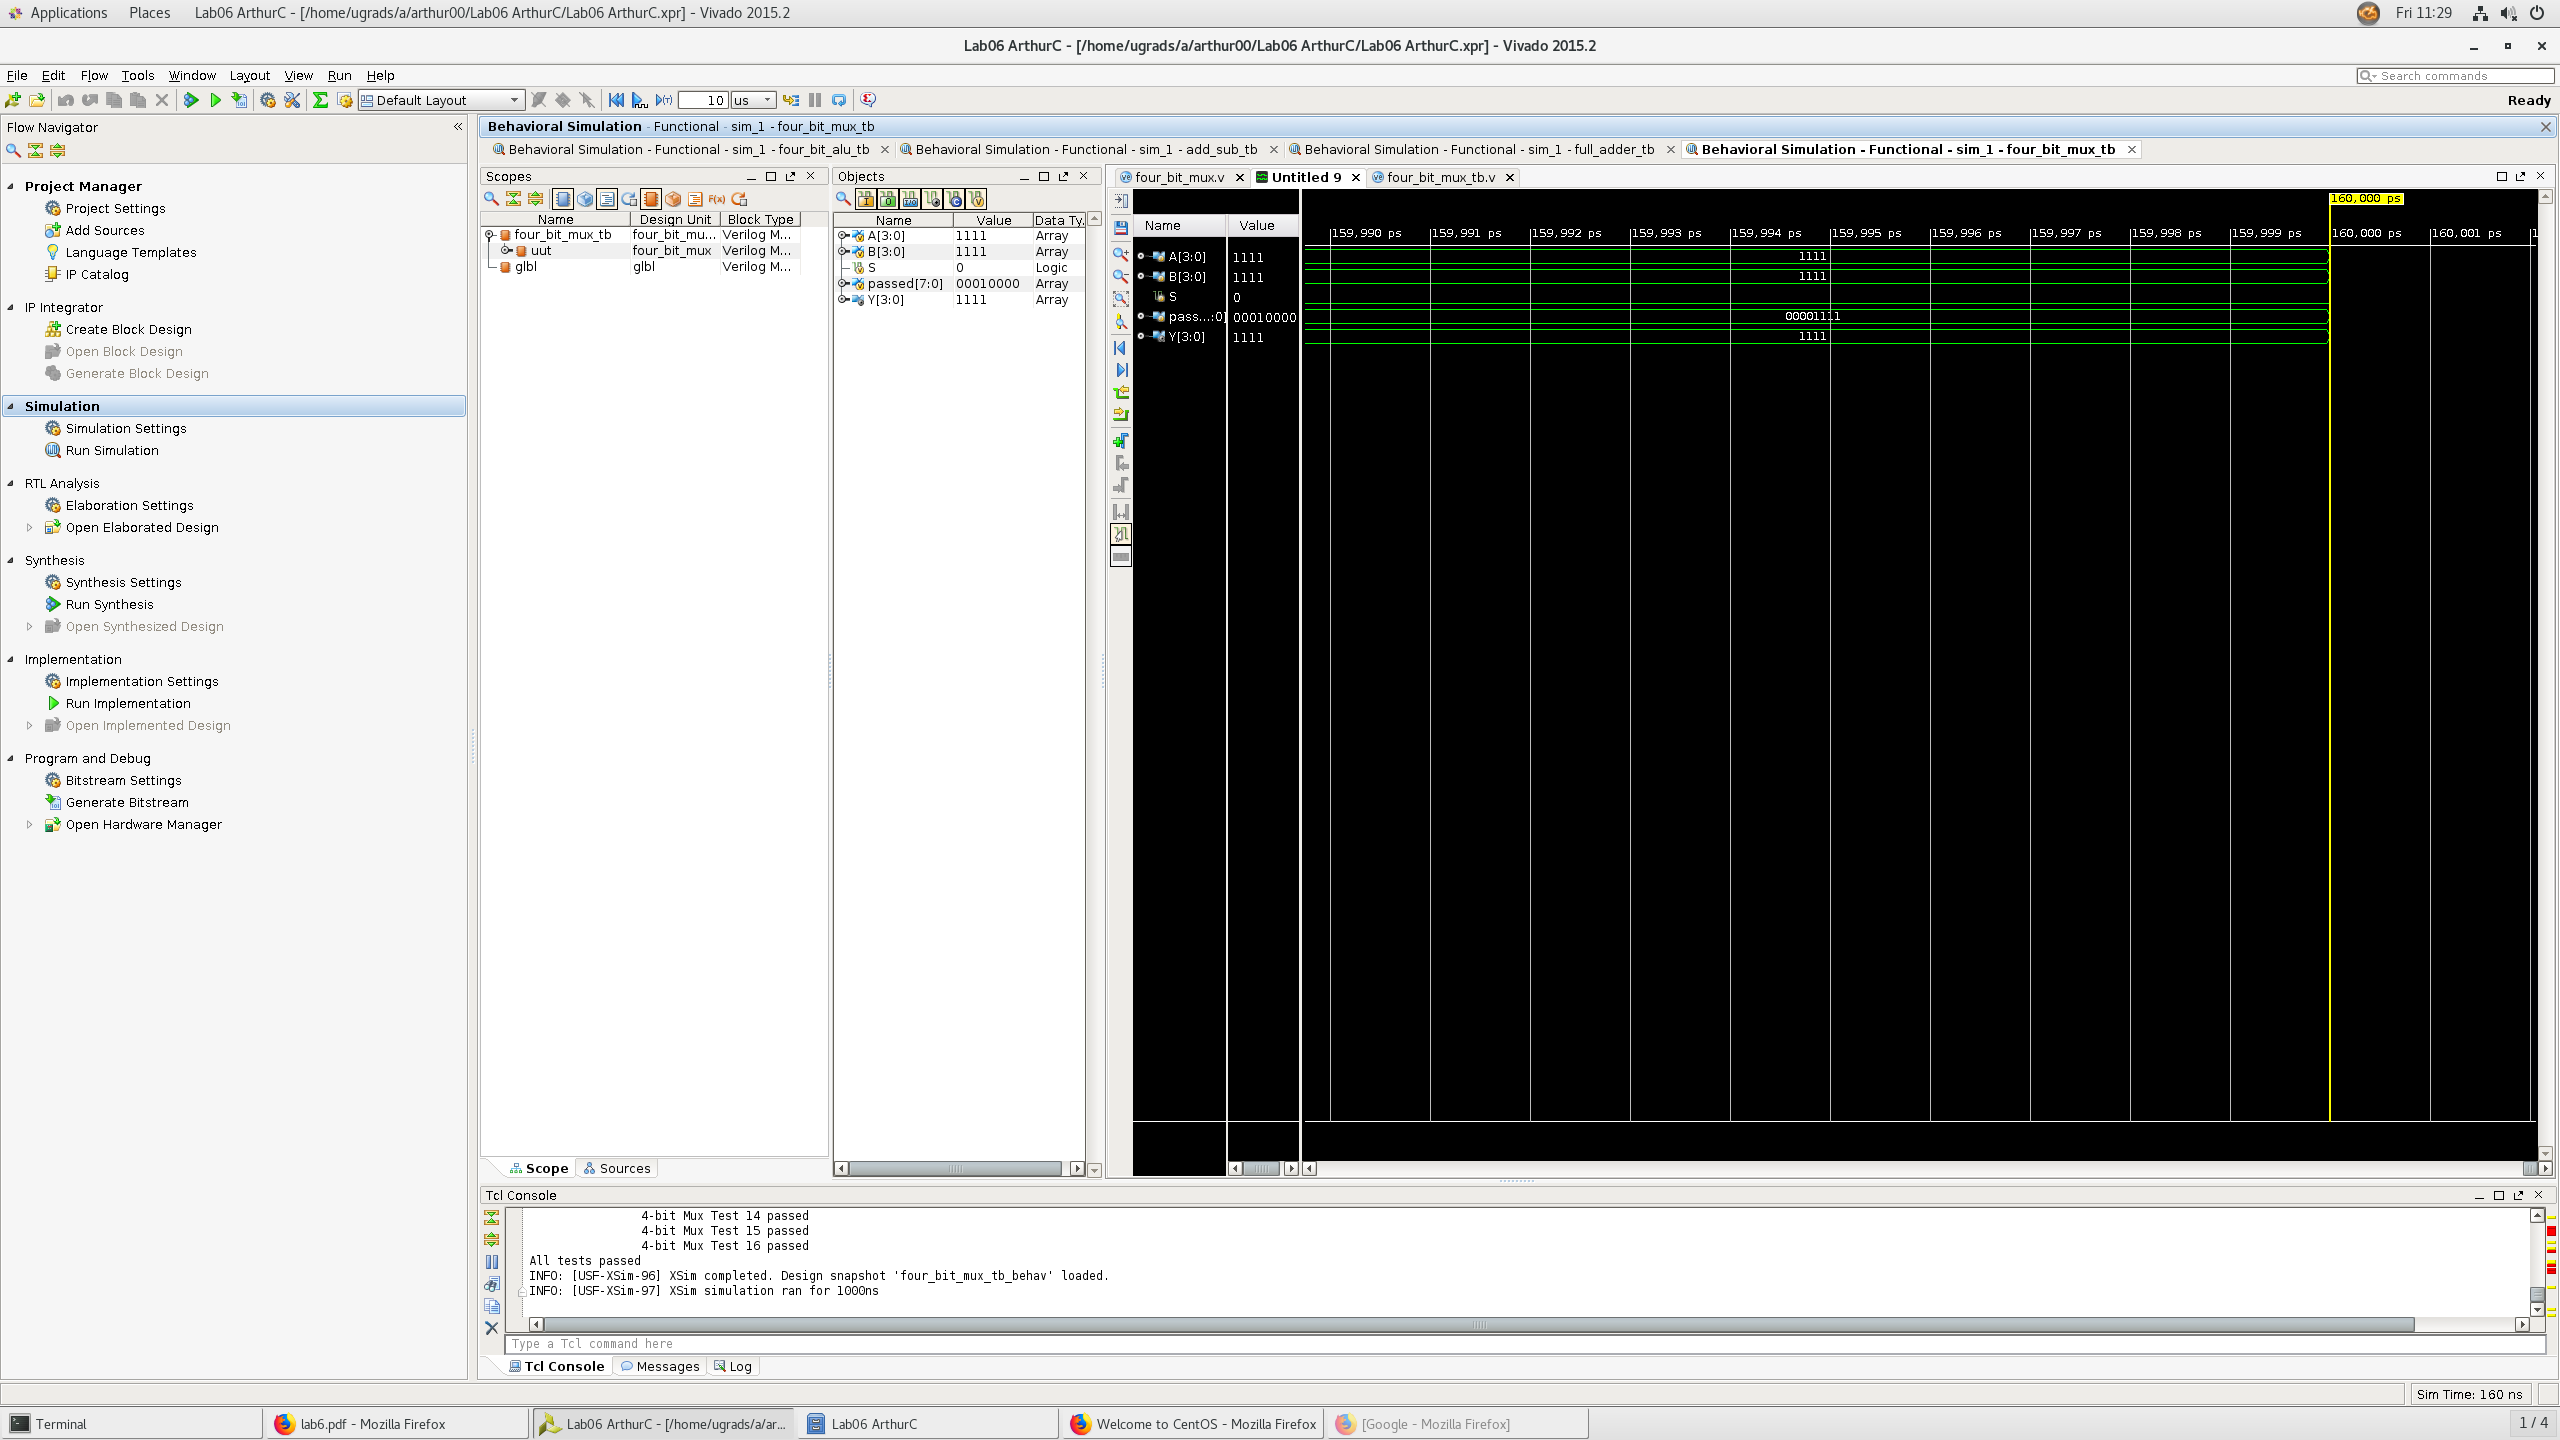 Applications Places Lab06 ArthurC - [/home/ugrads/a/arthur00/Lab06 ArthurC/Lab06 ArthurC.xpr] - Vivado 2015.2 Fri 11:29
Lab06 ArthurC - [/home/ugrads/a/arthur00/Lab06 ArthurC/Lab06 ArthurC.xpr] - Vivado 2015.2
File Edit Flow Tools Window Layout View Run Help Search commands
Default Layout 10 us Ready
Flow Navigator
Project Manager
Project Settings
Add Sources
Language Templates
IP Catalog
IP Integrator
Create Block Design
Open Block Design
Generate Block Design
Simulation
Simulation Settings
Run Simulation
RTL Analysis
Elaboration Settings
Open Elaborated Design
Synthesis
Synthesis Settings
Run Synthesis
Open Synthesized Design
Implementation
Implementation Settings
Run Implementation
Open Implemented Design
Program and Debug
Bitstream Settings
Generate Bitstream
Open Hardware Manager
Behavioral Simulation - Functional - sim_1 - four_bit_mux_tb
Behavioral Simulation - Functional - sim_1 - four_bit_alu_tb Behavioral Simulation - Functional - sim_1 - add_sub_tb Behavioral Simulation - Functional - sim_1 - full_adder_tb Behavioral Simulation - Functional - sim_1 - four_bit_mux_tb
Scopes
Name Design Unit Block Type
four_bit_mux_tb four_bit_mu... Verilog M...
uut four_bit_mux Verilog M...
glbl glbl Verilog M...
Scope Sources
Objects
Name Value Data Ty.
A[3:0] 1111 Array
B[3:0] 1111 Array
S 0 Logic
passed[7:0] 00010000 Array
Y[3:0] 1111 Array
four_bit_mux.v Untitled 9 four_bit_mux_tb.v
160,000 ps
Name Value
159,990 ps 159,991 ps 159,992 ps 159,993 ps 159,994 ps 159,995 ps 159,996 ps 159,997 ps 159,998 ps 159,999 ps 160,000 ps 160,001 ps 1
A[3:0] 1111 1111
B[3:0] 1111 1111
S 0
pass...:0] 00010000 00001111
Y[3:0] 1111 1111
Tcl Console
4-bit Mux Test 14 passed
4-bit Mux Test 15 passed
4-bit Mux Test 16 passed
All tests passed
INFO: [USF-XSim-96] XSim completed. Design snapshot 'four_bit_mux_tb_behav' loaded.
INFO: [USF-XSim-97] XSim simulation ran for 1000ns
Type a Tcl command here
Tcl Console Messages Log
Sim Time: 160 ns
Terminal lab6.pdf - Mozilla Firefox Lab06 ArthurC - [/home/ugrads/a/ar... Lab06 ArthurC Welcome to CentOS - Mozilla Firefox [Google - Mozilla Firefox] 1 / 4